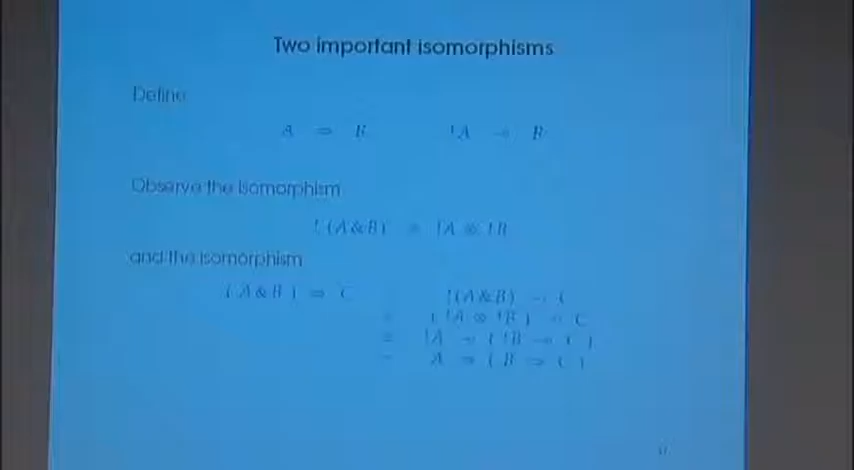 Two important isomorphisms
Define
A ⇒ B !A ⊸ B
Observe the isomorphism
! (A & B) ≅ !A ⊗ !B
and the isomorphism
( A & B ) ⇒ C !(A & B) ⊸ C
≅ ( !A ⊗ !B ) ⊸ C
≅ !A ⊸ ( !B ⊸ C )
A ⇒ ( B ⇒ C )